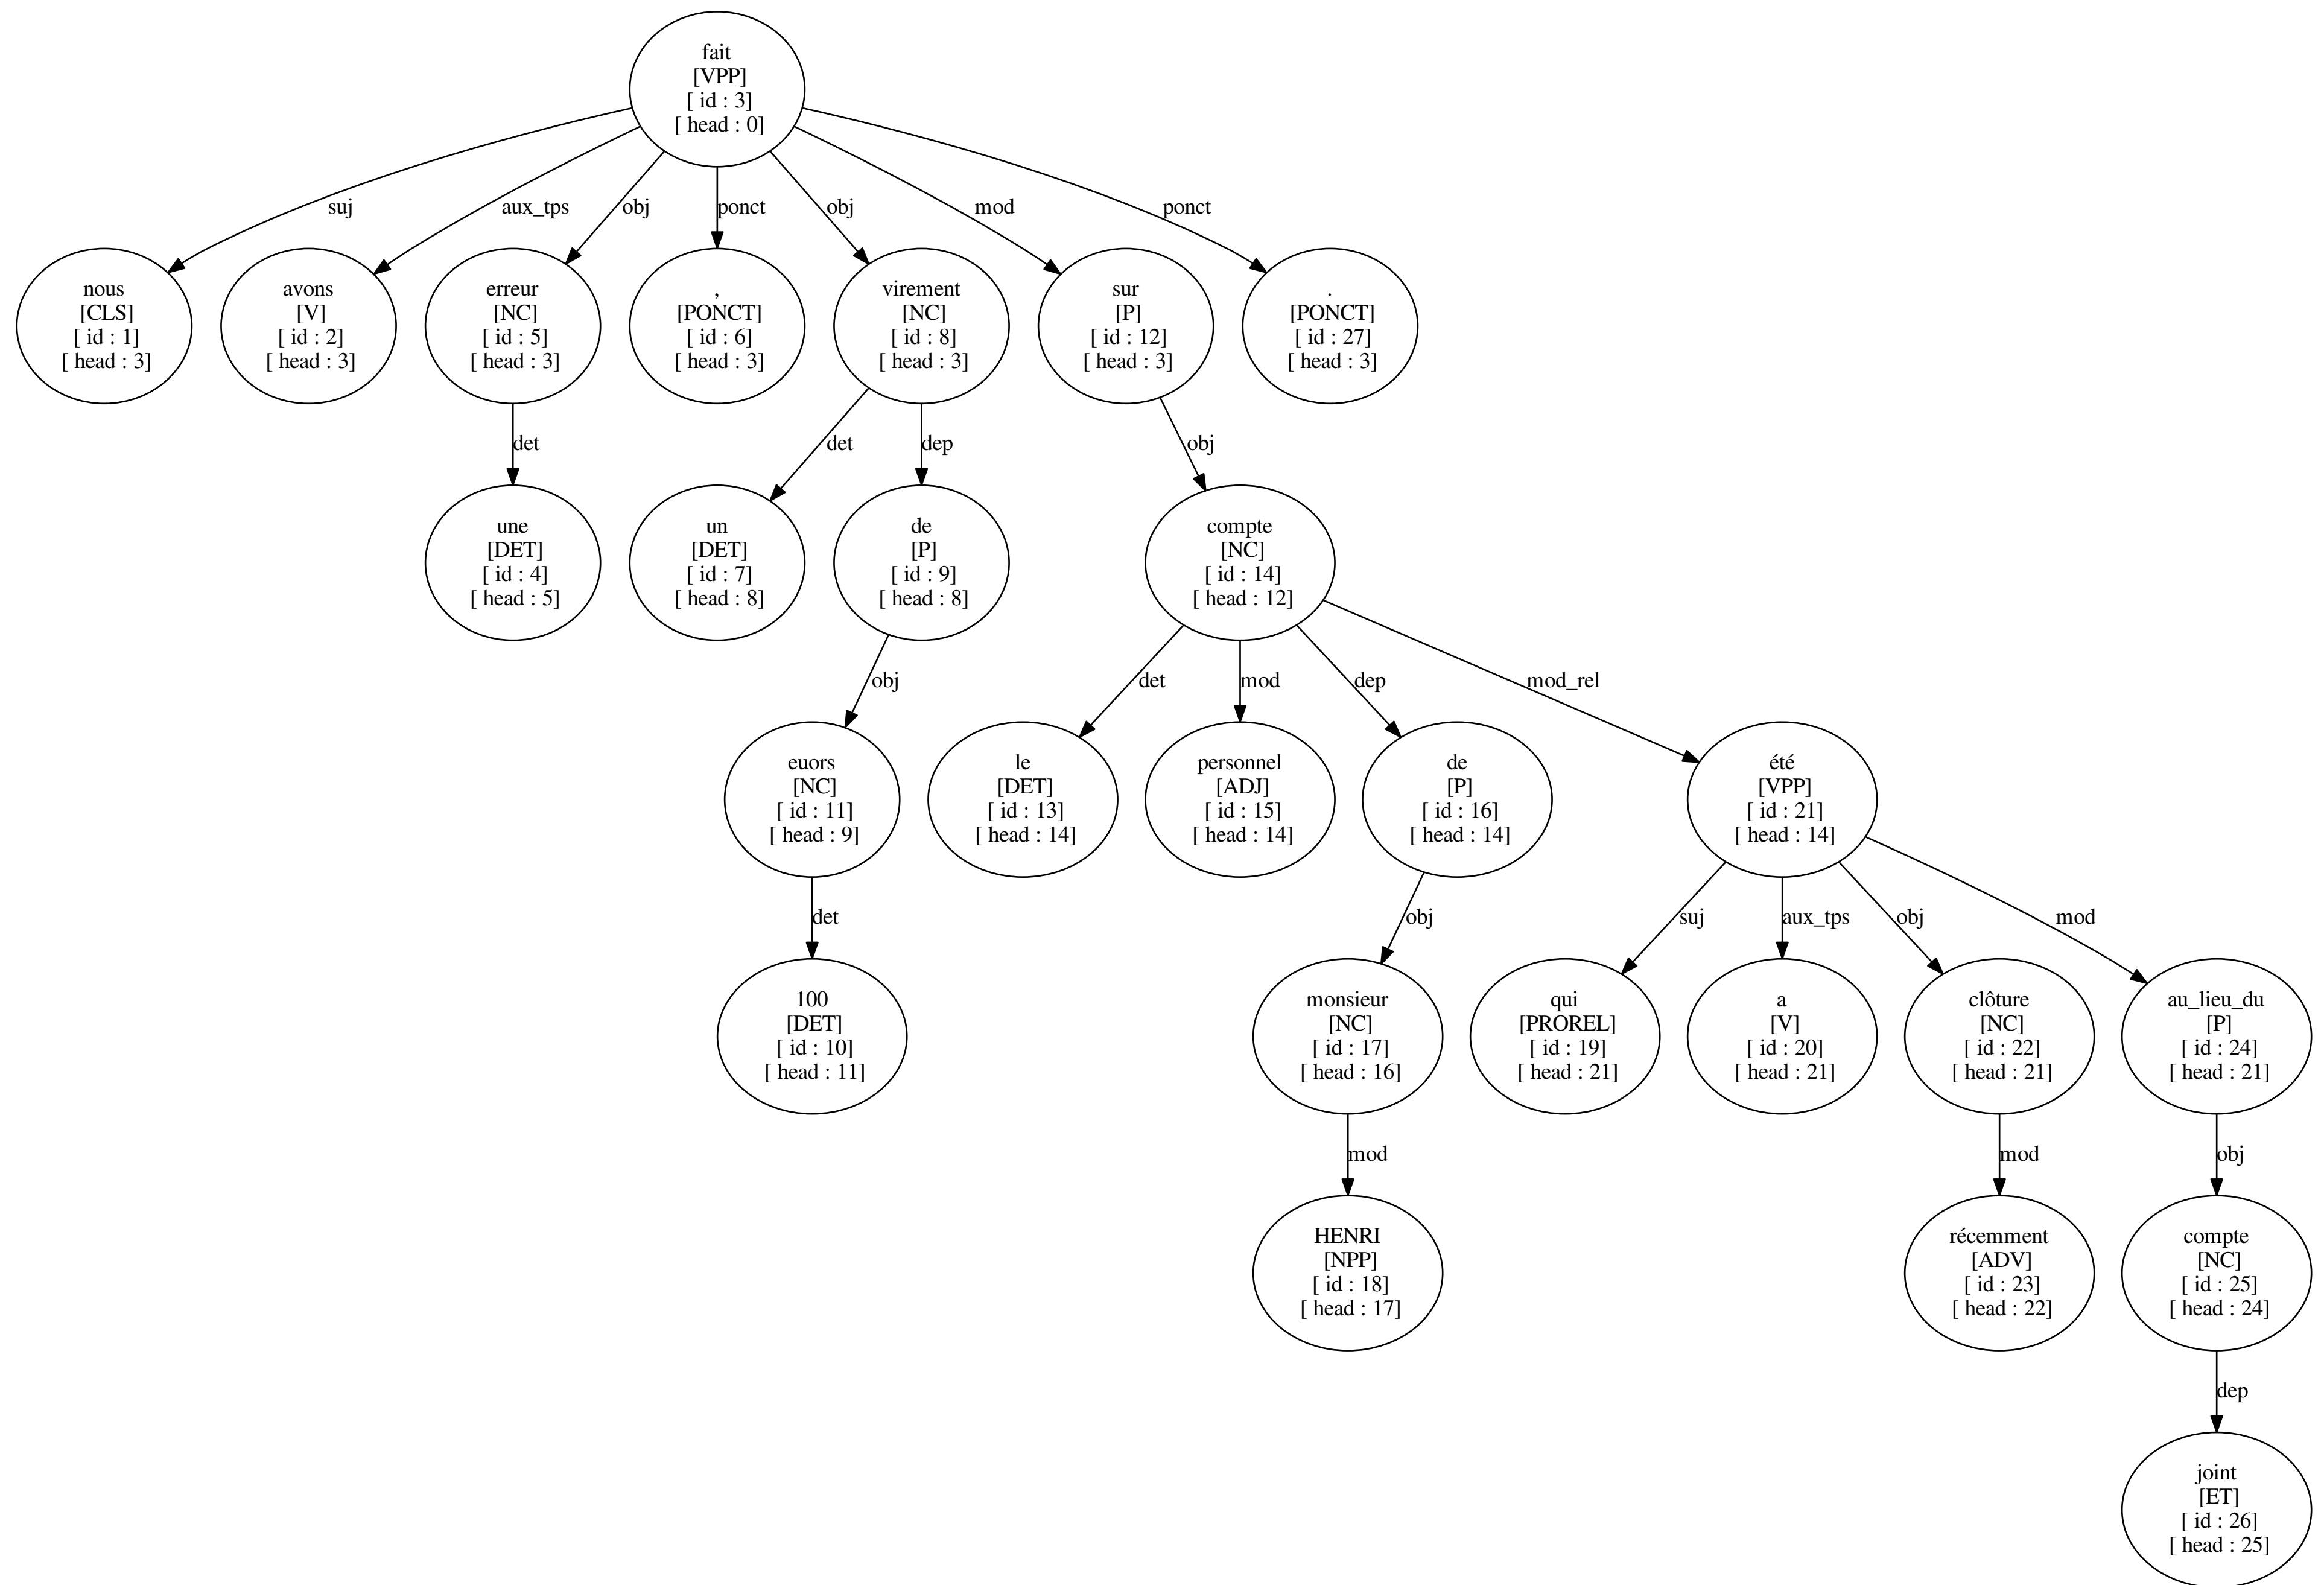 fait
[VPP]
[ id : 3]
[ head : 0]
suj
aux_tps
obj
ponct
obj
mod
ponct
nous
[CLS]
[ id : 1]
[ head : 3]
avons
[V]
[ id : 2]
[ head : 3]
erreur
[NC]
[ id : 5]
[ head : 3]
,
[PONCT]
[ id : 6]
[ head : 3]
virement
[NC]
[ id : 8]
[ head : 3]
sur
[P]
[ id : 12]
[ head : 3]
.
[PONCT]
[ id : 27]
[ head : 3]
det
det
dep
obj
une
[DET]
[ id : 4]
[ head : 5]
un
[DET]
[ id : 7]
[ head : 8]
de
[P]
[ id : 9]
[ head : 8]
compte
[NC]
[ id : 14]
[ head : 12]
obj
det
mod
dep
mod_rel
euors
[NC]
[ id : 11]
[ head : 9]
le
[DET]
[ id : 13]
[ head : 14]
personnel
[ADJ]
[ id : 15]
[ head : 14]
de
[P]
[ id : 16]
[ head : 14]
été
[VPP]
[ id : 21]
[ head : 14]
det
obj
suj
aux_tps
obj
mod
100
[DET]
[ id : 10]
[ head : 11]
monsieur
[NC]
[ id : 17]
[ head : 16]
qui
[PROREL]
[ id : 19]
[ head : 21]
a
[V]
[ id : 20]
[ head : 21]
clôture
[NC]
[ id : 22]
[ head : 21]
au_lieu_du
[P]
[ id : 24]
[ head : 21]
mod
mod
obj
HENRI
[NPP]
[ id : 18]
[ head : 17]
récemment
[ADV]
[ id : 23]
[ head : 22]
compte
[NC]
[ id : 25]
[ head : 24]
dep
joint
[ET]
[ id : 26]
[ head : 25]